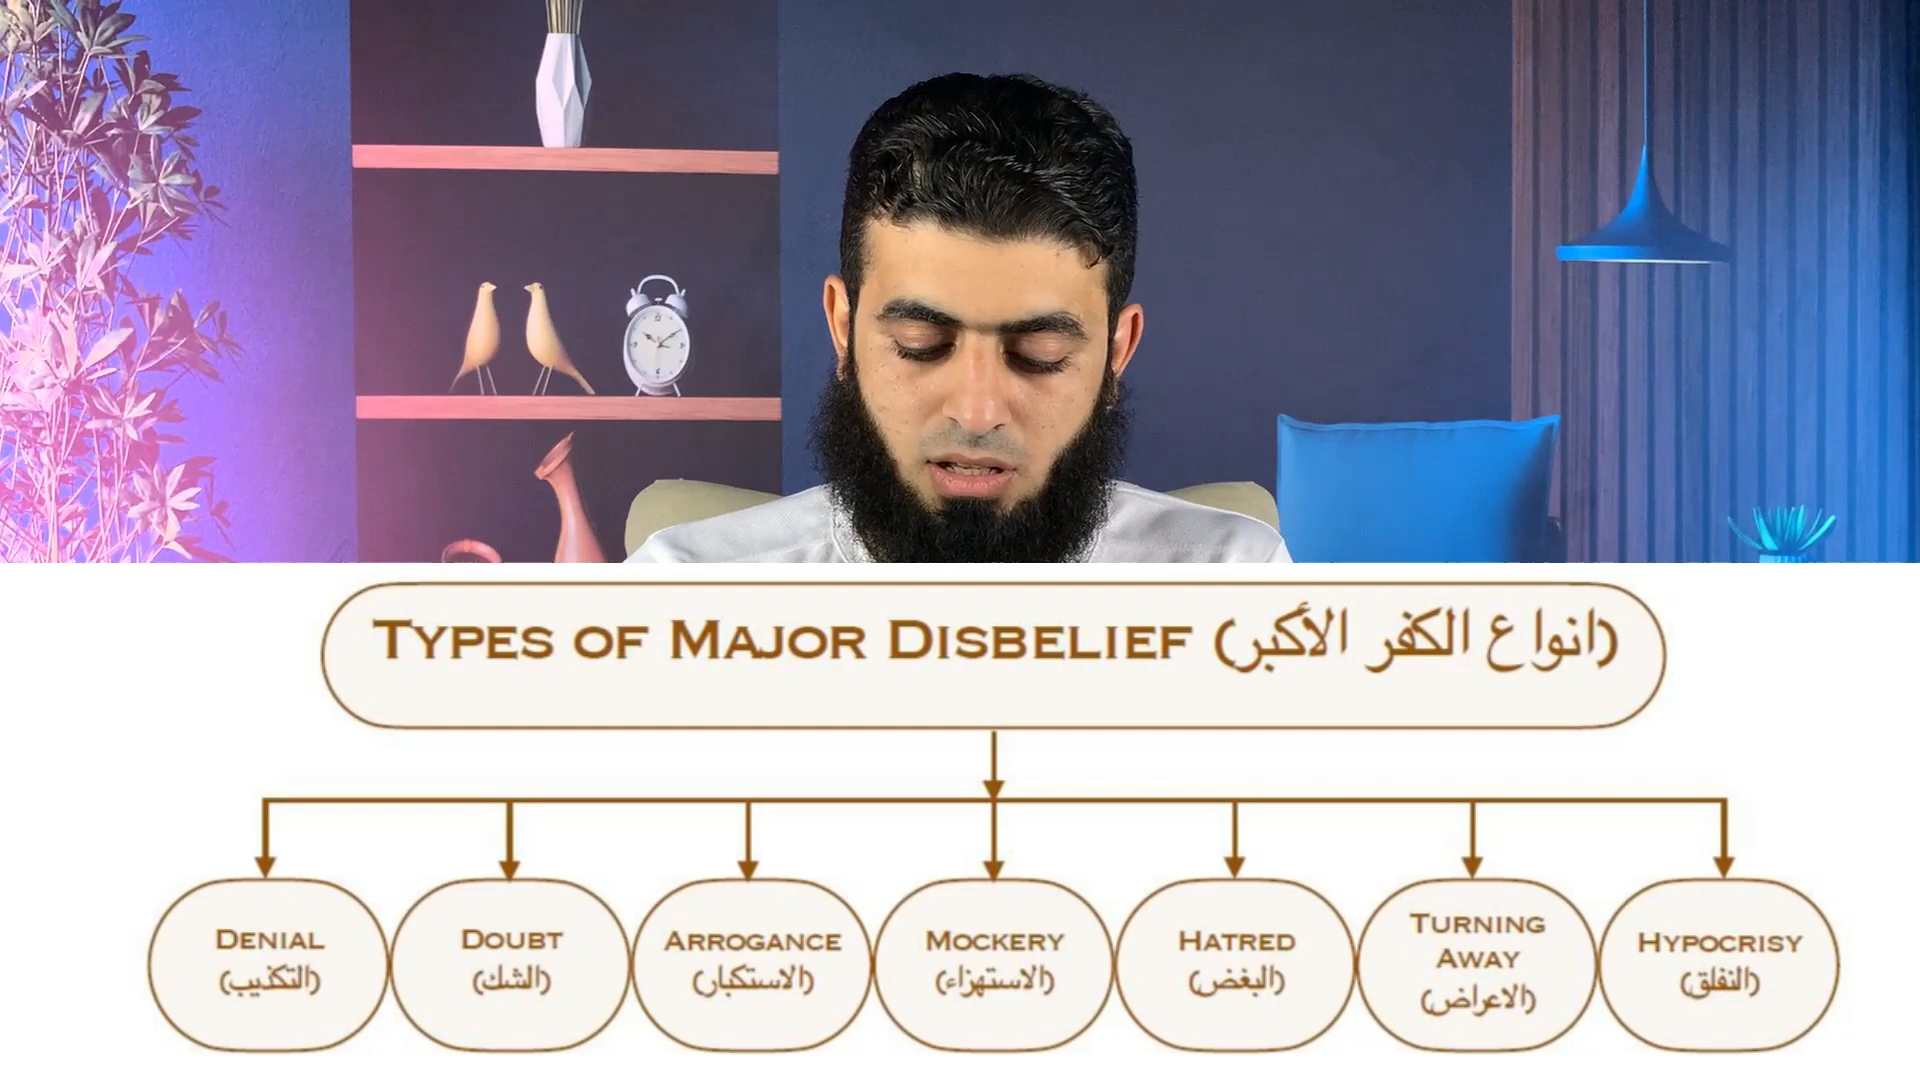 TYPES OF MAJOR DISBELIEF (انواع الكفر الأكبر)
DENIAL
(التكذيب)
DOUBT
(الشك)
ARROGANCE
(الاستكبار)
MOCKERY
(الاستهزاء)
HATRED
(البغض)
TURNING
AWAY
(الاعراض)
HYPOCRISY
(النفلق)